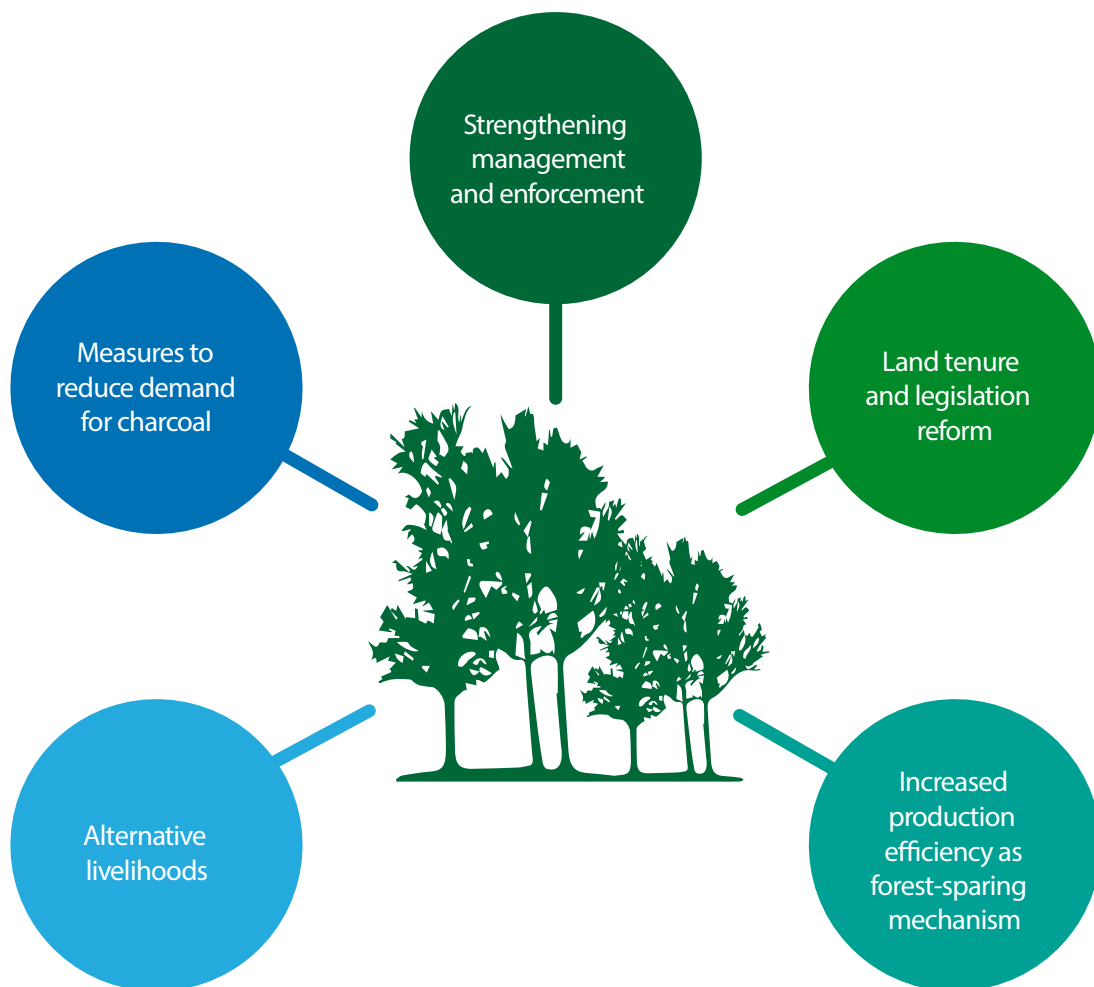 Strengthening
management
and enforcement
Measures to
reduce demand
for charcoal
Land tenure
and legislation
reform
Alternative
livelihoods
Increased
production
efficiency as
forest-sparing
mechanism